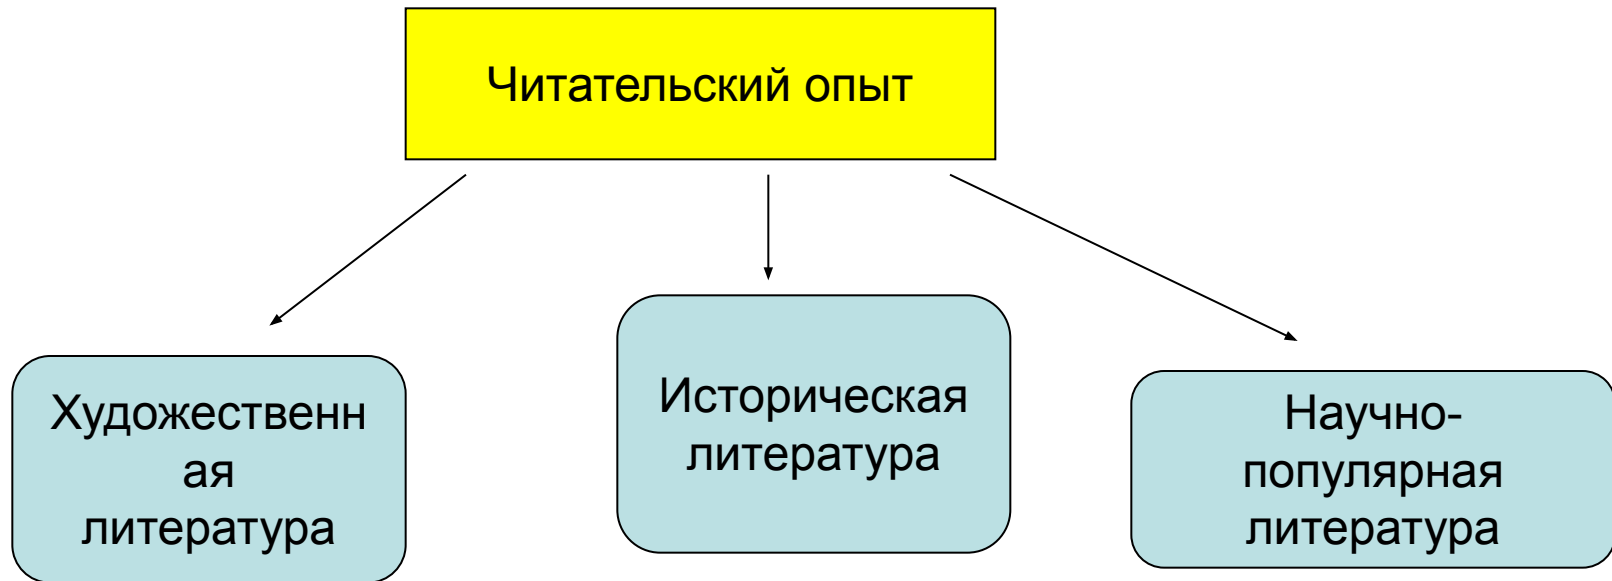 Читательский опыт
Художественн
ая
литература
Историческая
литература
Научно-
популярная
литература